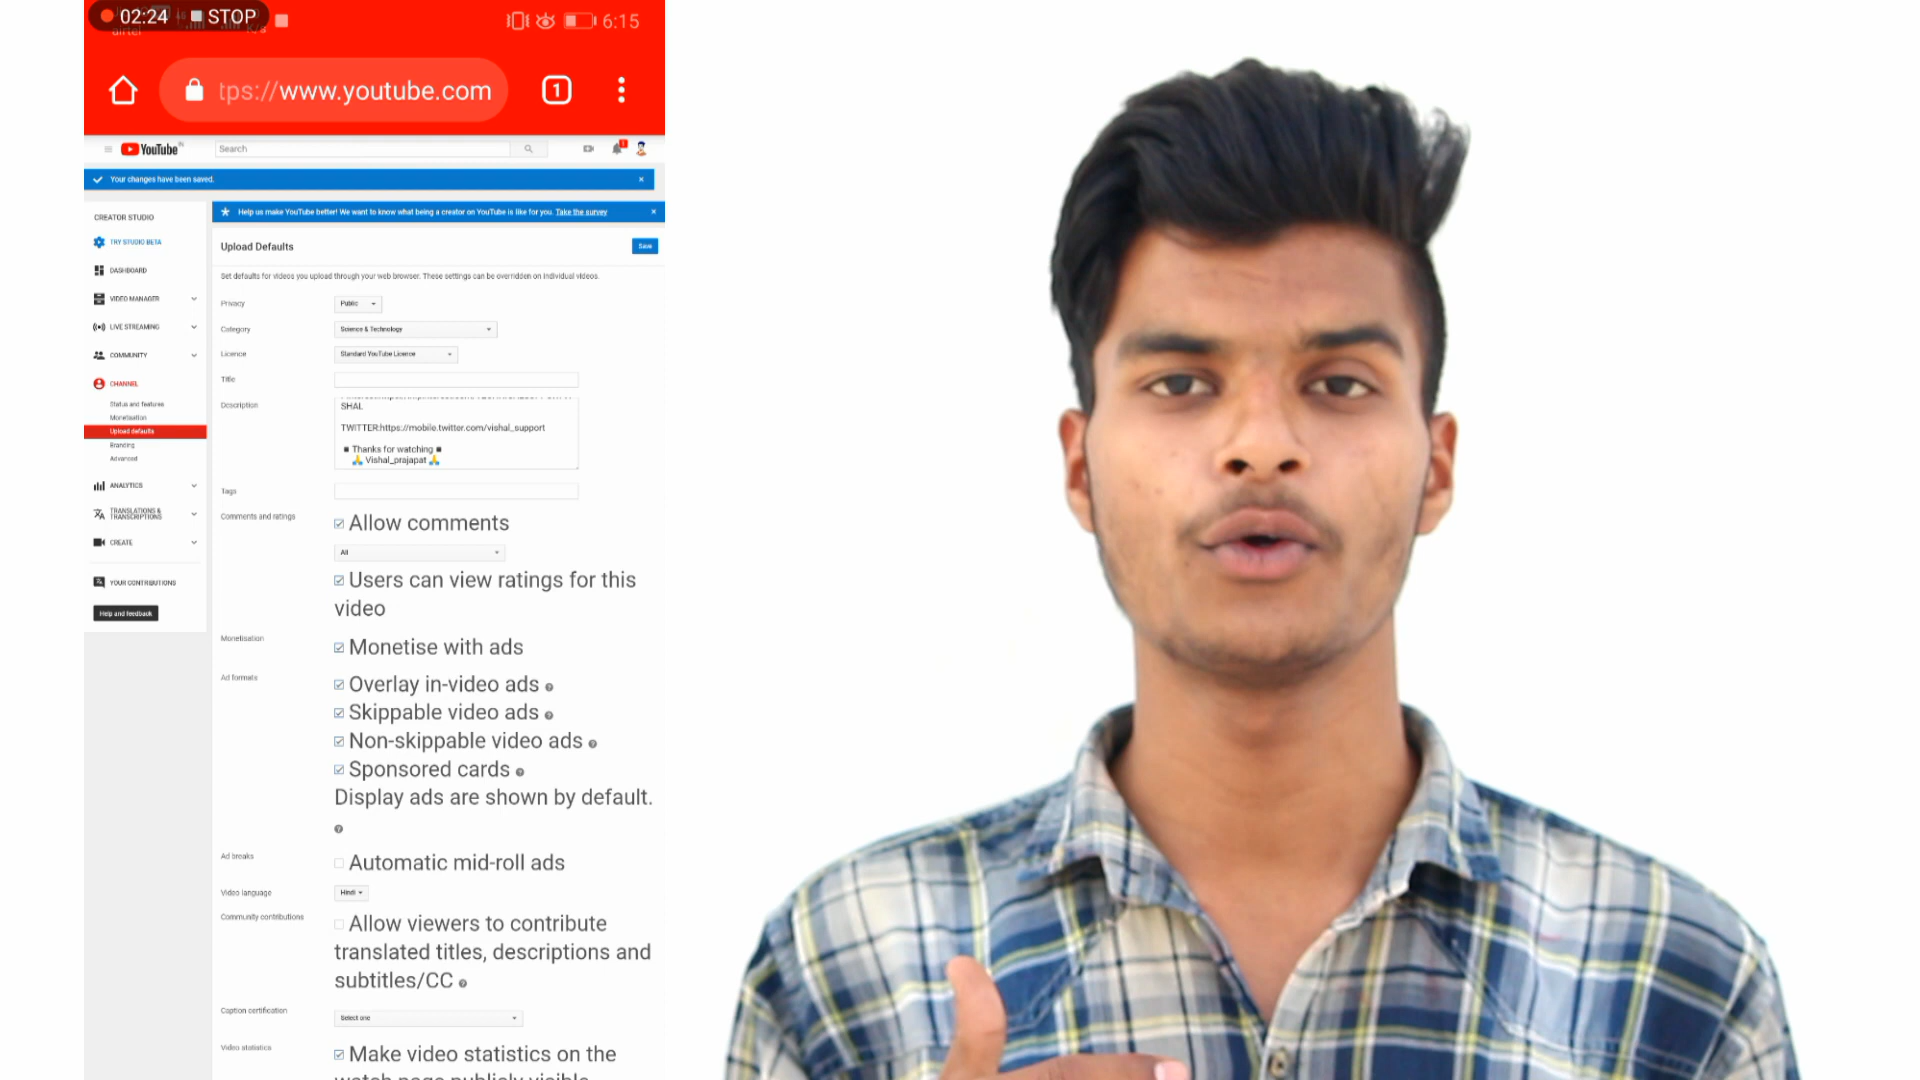 02:24 STOP
6:15
airtel
K/s
tps://www.youtube.com
1
YouTube
Search
Your changes have been saved.
CREATOR STUDIO
Help us make YouTube better! We want to know what being a creator on YouTube is like for you. Take the survey
TRY STUDIO BETA
Upload Defaults
Save
DASHBOARD
Set defaults for videos you upload through your web browser. These settings can be overridden on individual videos.
VIDEO MANAGER
Privacy
Public
LIVE STREAMING
Category
Science & Technology
COMMUNITY
Licence
Standard YouTube Licence
CHANNEL
Title
Status and features
Monetisation
Upload defaults
Branding
Advanced
Description
SHAL
TWITTER:https://mobile.twitter.com/vishal_support
■ Thanks for watching ■
🙏 Vishal_prajapat 🙏
ANALYTICS
Tags
TRANSLATIONS &
TRANSCRIPTIONS
Comments and ratings
Allow comments
CREATE
All
YOUR CONTRIBUTIONS
Users can view ratings for this
video
Help and feedback
Monetisation
Monetise with ads
Ad formats
Overlay in-video ads
Skippable video ads
Non-skippable video ads
Sponsored cards
Display ads are shown by default.
Ad breaks
Automatic mid-roll ads
Video language
Hindi
Community contributions
Allow viewers to contribute
translated titles, descriptions and
subtitles/CC
Caption certification
Select one
Video statistics
Make video statistics on the
watch page publicly visible